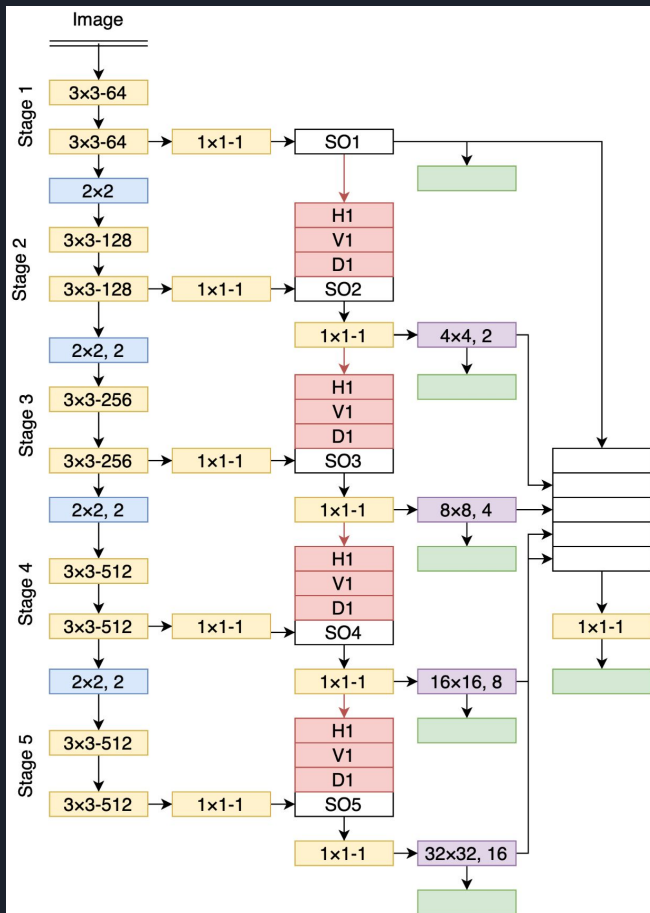 Image
Stage 1
3×3-64
3×3-64
1×1-1
SO1
2×2
H1
V1
D1
Stage 2
3×3-128
3×3-128
1×1-1
SO2
1×1-1
4×4, 2
2×2, 2
H1
V1
D1
Stage 3
3×3-256
3×3-256
1×1-1
SO3
1×1-1
8×8, 4
2×2, 2
H1
V1
D1
Stage 4
3×3-512
3×3-512
1×1-1
SO4
1×1-1
1×1-1
16×16, 8
2×2, 2
H1
V1
D1
Stage 5
3×3-512
3×3-512
1×1-1
SO5
1×1-1
32×32, 16